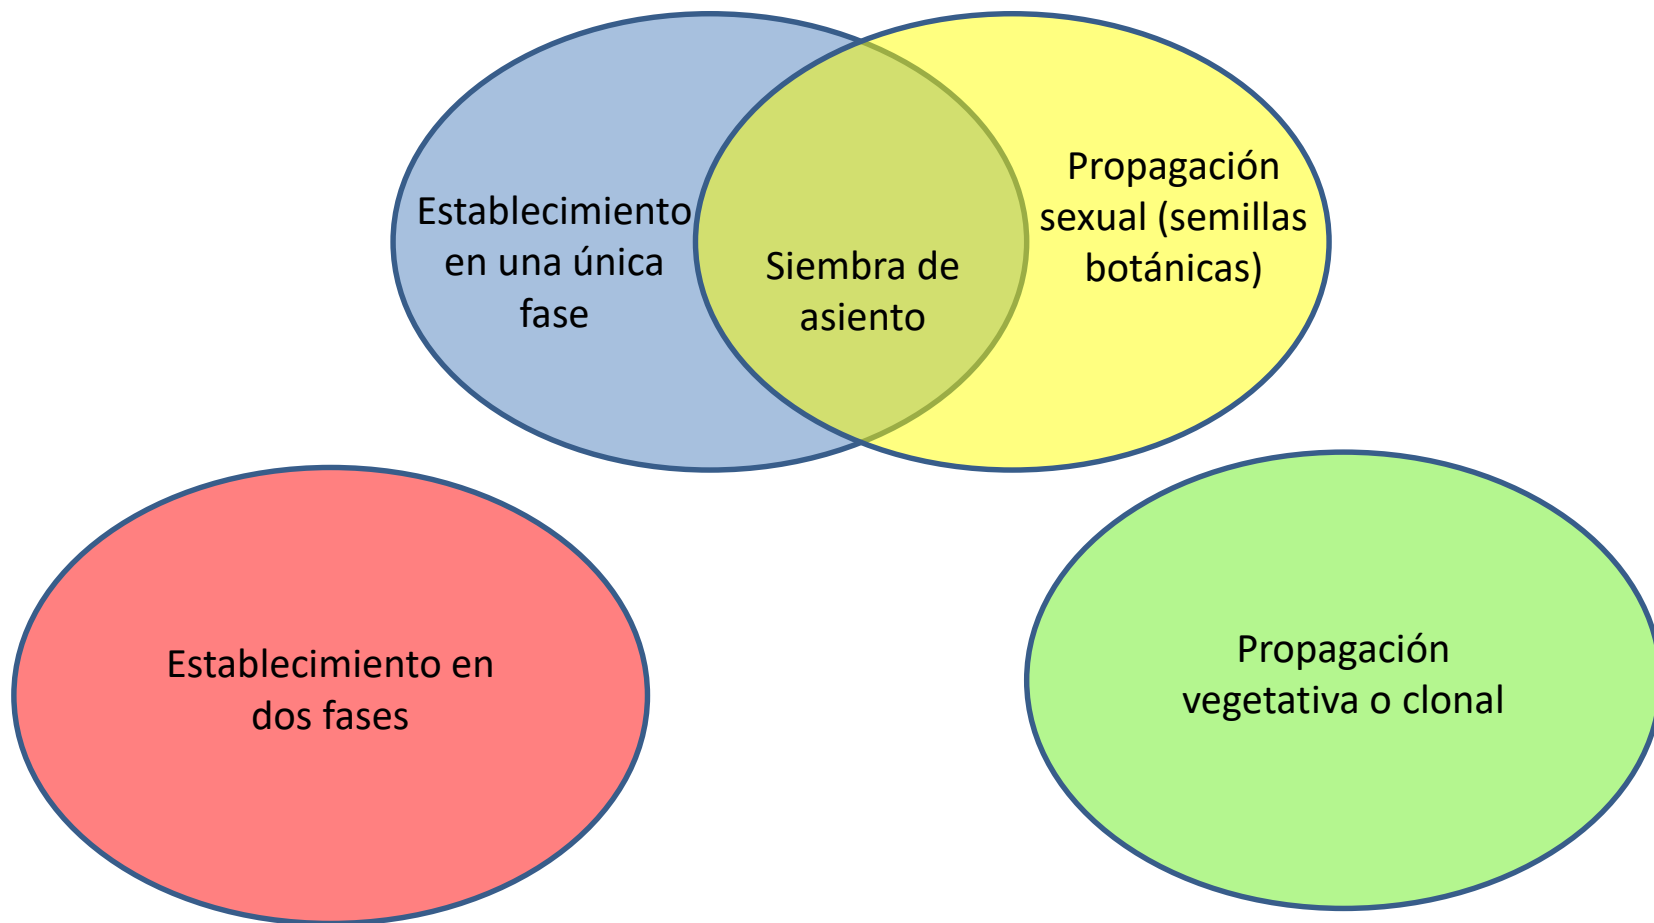 Establecimiento
en una única
fase
Siembra de
asiento
Propagación
sexual (semillas
botánicas)
Establecimiento en
dos fases
Propagación
vegetativa o clonal